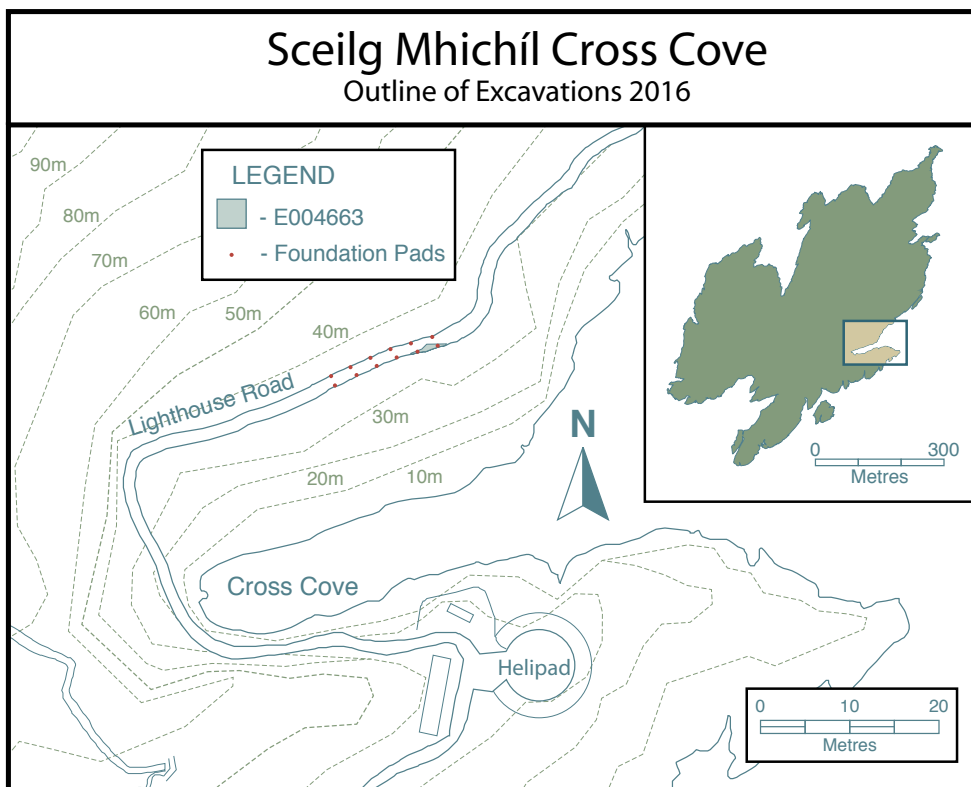 Sceilg Mhichíl Cross Cove
Outline of Excavations 2016
90m
80m
70m
60m
50m
40m
30m
20m
10m
LEGEND
- E004663
- Foundation Pads
Lighthouse Road
N
0 300
Metres
Cross Cove
Helipad
0 10 20
Metres